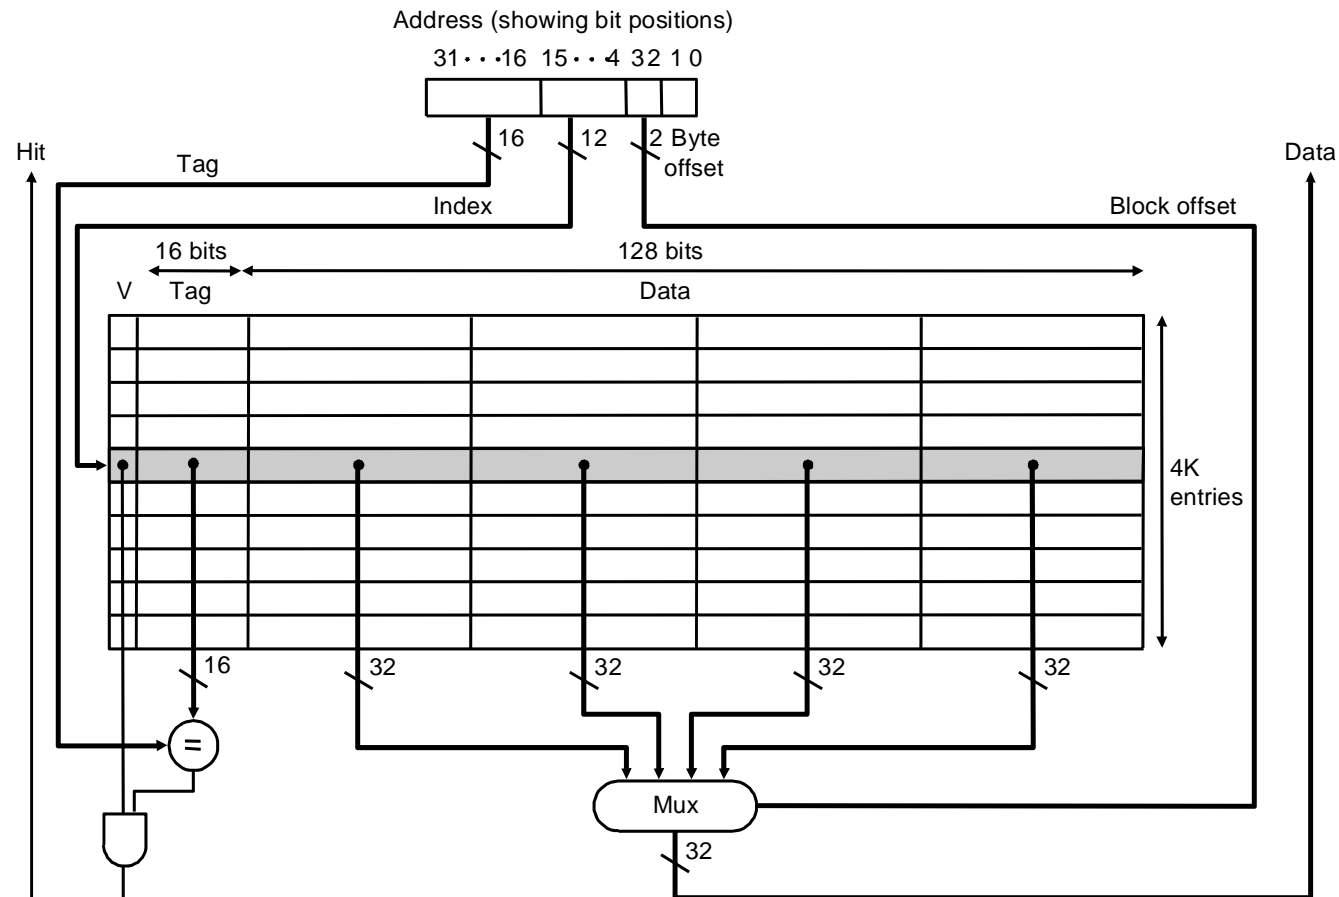 Address (showing bit positions)
31 · · · 16 15 · · · 4 3 2 1 0
16 12 2 Byte offset
Hit
Tag
Data
Index
Block offset
16 bits
128 bits
V
Tag
Data
4K
entries
16
32
32
32
32
=
Mux
32